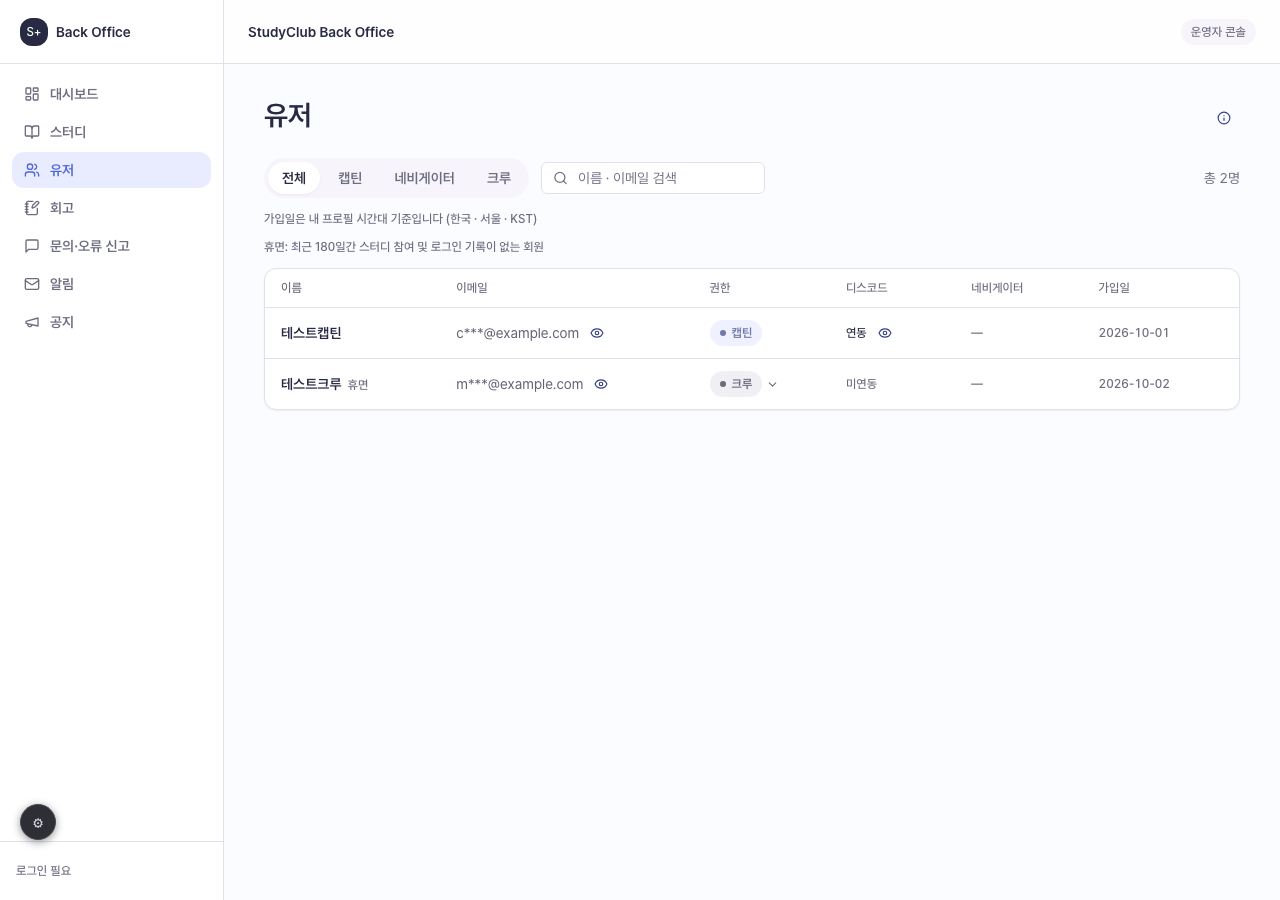 S+ Back Office
StudyClub Back Office
운영자 콘솔
대시보드
스터디
유저
회고
문의·오류 신고
알림
공지
로그인 필요
유저
전체 캡틴 네비게이터 크루
이름 · 이메일 검색
총 2명
가입일은 내 프로필 시간대 기준입니다 (한국 · 서울 · KST)
휴면: 최근 180일간 스터디 참여 및 로그인 기록이 없는 회원
이름 이메일 권한 디스코드 네비게이터 가입일
테스트캡틴 c***@example.com 캡틴 연동 — 2026-10-01
테스트크루 휴면 m***@example.com 크루 미연동 — 2026-10-02